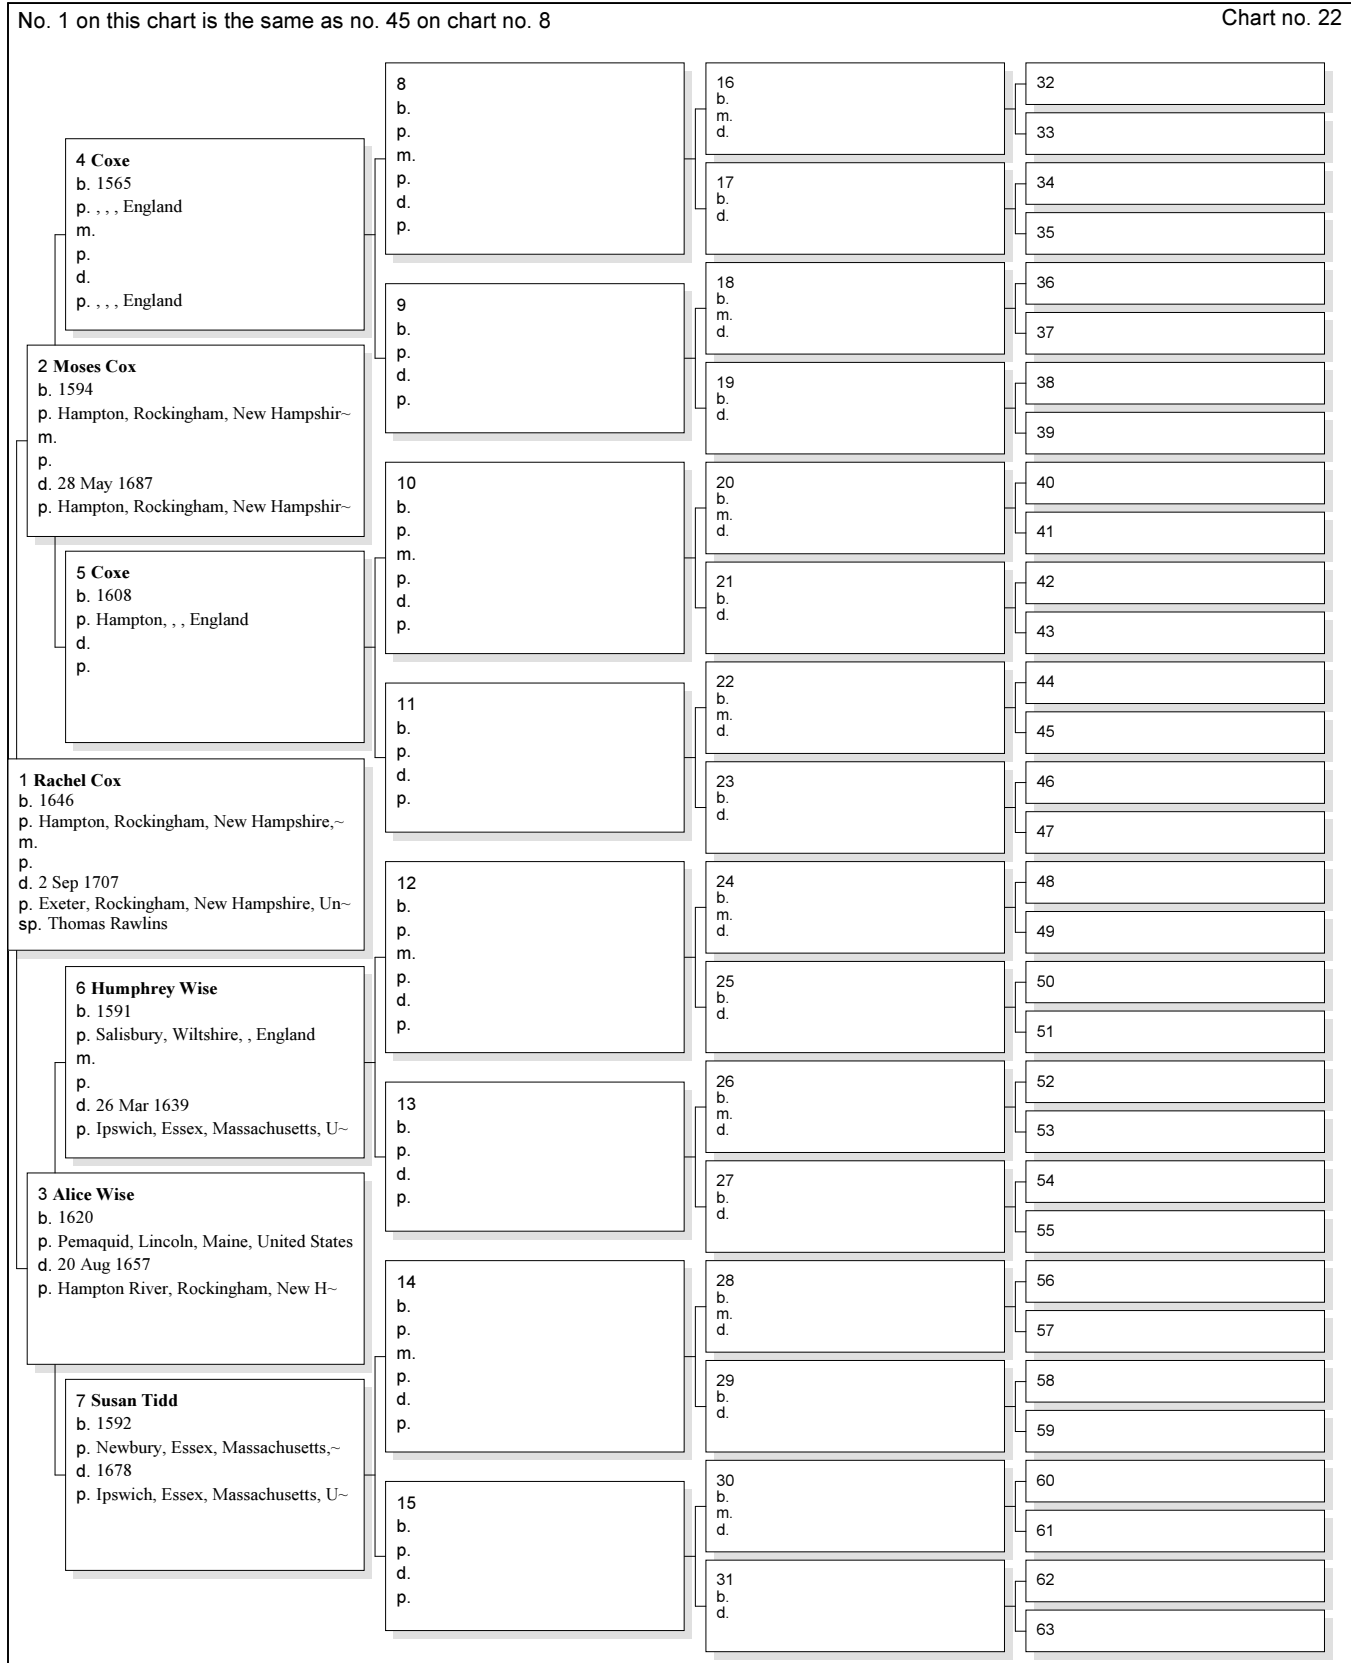 No. 1 on this chart is the same as no. 45 on chart no. 8
Chart no. 22
1 Rachel Cox
b. 1646
p. Hampton, Rockingham, New Hampshire,~
m.
p.
d. 2 Sep 1707
p. Exeter, Rockingham, New Hampshire, Un~
sp. Thomas Rawlins
2 Moses Cox
b. 1594
p. Hampton, Rockingham, New Hampshir~
m.
p.
d. 28 May 1687
p. Hampton, Rockingham, New Hampshir~
3 Alice Wise
b. 1620
p. Pemaquid, Lincoln, Maine, United States
d. 20 Aug 1657
p. Hampton River, Rockingham, New H~
4 Coxe
b. 1565
p. , , , England
m.
p.
d.
p. , , , England
5 Coxe
b. 1608
p. Hampton, , , England
d.
p.
6 Humphrey Wise
b. 1591
p. Salisbury, Wiltshire, , England
m.
p.
d. 26 Mar 1639
p. Ipswich, Essex, Massachusetts, U~
7 Susan Tidd
b. 1592
p. Newbury, Essex, Massachusetts,~
d. 1678
p. Ipswich, Essex, Massachusetts, U~
8
b.
p.
m.
p.
d.
p.
9
b.
p.
d.
p.
10
b.
p.
m.
p.
d.
p.
11
b.
p.
d.
p.
12
b.
p.
m.
p.
d.
p.
13
b.
p.
d.
p.
14
b.
p.
m.
p.
d.
p.
15
b.
p.
d.
p.
16
b.
m.
d.
17
b.
d.
18
b.
m.
d.
19
b.
d.
20
b.
m.
d.
21
b.
d.
22
b.
m.
d.
23
b.
d.
24
b.
m.
d.
25
b.
d.
26
b.
m.
d.
27
b.
d.
28
b.
m.
d.
29
b.
d.
30
b.
m.
d.
31
b.
d.
32
33
34
35
36
37
38
39
40
41
42
43
44
45
46
47
48
49
50
51
52
53
54
55
56
57
58
59
60
61
62
63